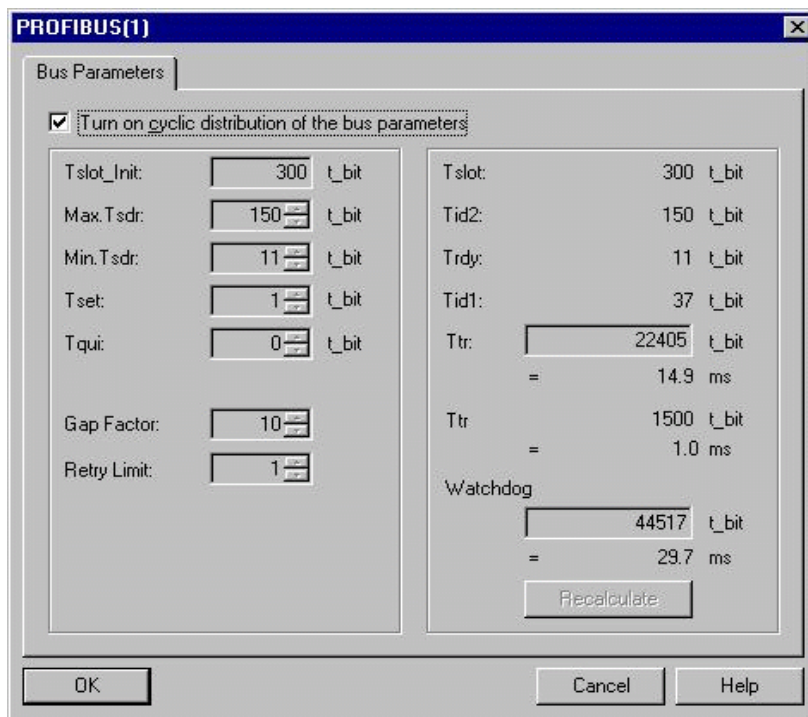 PROFIBUS(1)
Bus Parameters
Turn on cyclic distribution of the bus parameters
Tslot_Init: 300 t_bit
Max.Tsdr: 150 t_bit
Min.Tsdr: 11 t_bit
Tset: 1 t_bit
Tqui: 0 t_bit
Gap Factor: 10
Retry Limit: 1
Tslot: 300 t_bit
Tid2: 150 t_bit
Trdy: 11 t_bit
Tid1: 37 t_bit
Ttr: 22405 t_bit
= 14.9 ms
Ttr 1500 t_bit
= 1.0 ms
Watchdog
44517 t_bit
= 29.7 ms
Recalculate
OK Cancel Help